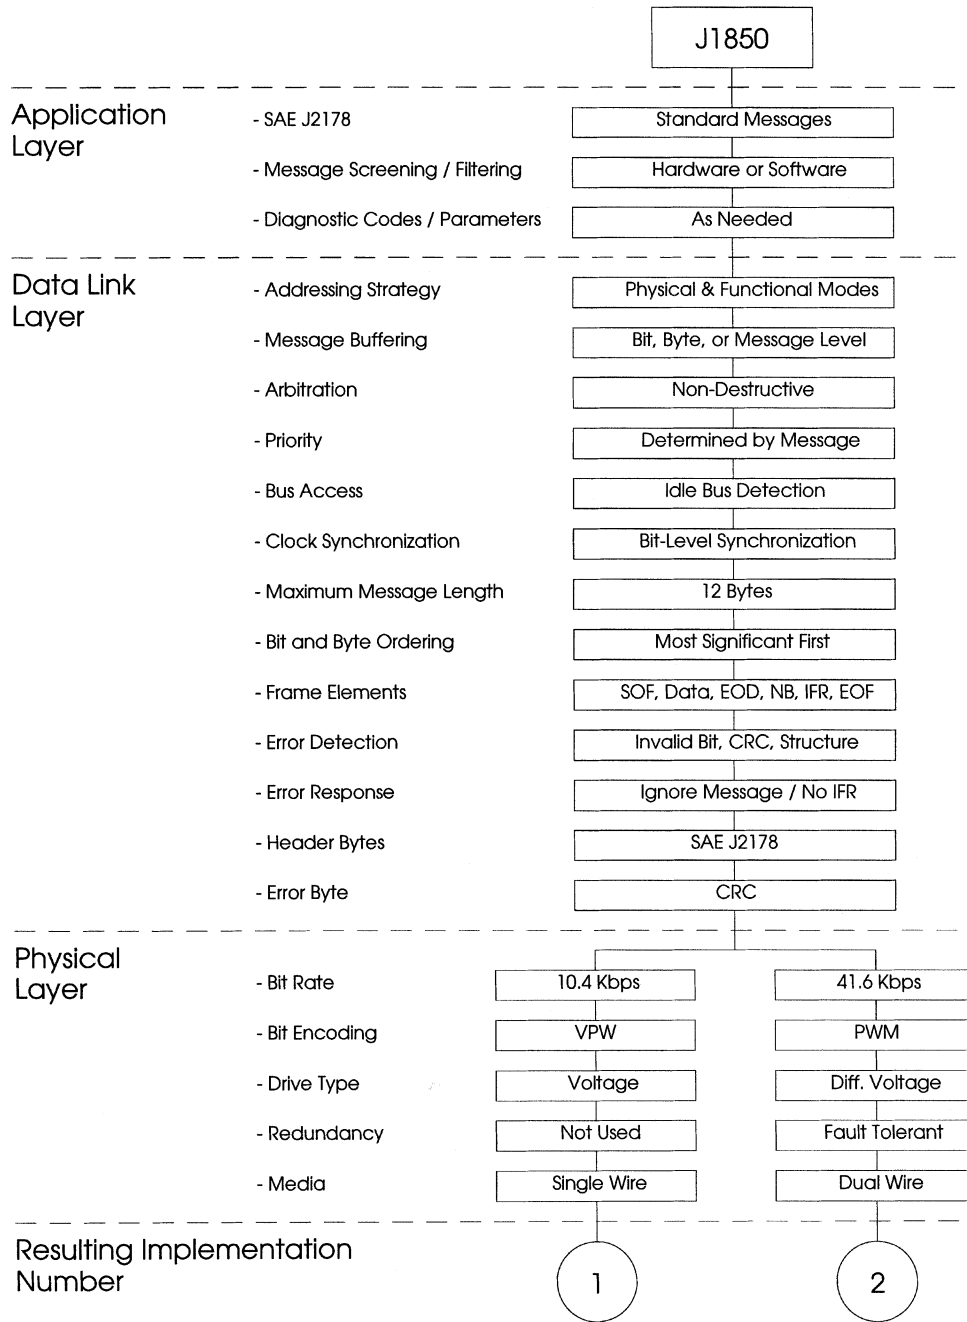 J1850
Application
Layer
- SAE J2178
Standard Messages
- Message Screening / Filtering
Hardware or Software
- Diagnostic Codes / Parameters
As Needed
Data Link
Layer
- Addressing Strategy
Physical & Functional Modes
- Message Buffering
Bit, Byte, or Message Level
- Arbitration
Non-Destructive
- Priority
Determined by Message
- Bus Access
Idle Bus Detection
- Clock Synchronization
Bit-Level Synchronization
- Maximum Message Length
12 Bytes
- Bit and Byte Ordering
Most Significant First
- Frame Elements
SOF, Data, EOD, NB, IFR, EOF
- Error Detection
Invalid Bit, CRC, Structure
- Error Response
Ignore Message / No IFR
- Header Bytes
SAE J2178
- Error Byte
CRC
Physical
Layer
- Bit Rate
10.4 Kbps
41.6 Kbps
- Bit Encoding
VPW
PWM
- Drive Type
Voltage
Diff. Voltage
- Redundancy
Not Used
Fault Tolerant
- Media
Single Wire
Dual Wire
Resulting Implementation
Number
1
2